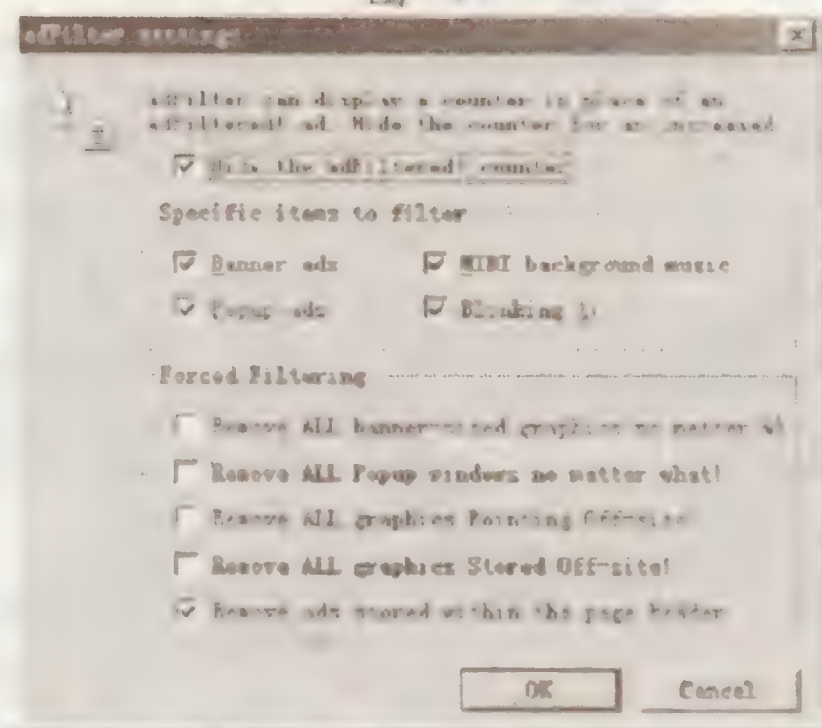 adFilter settings
adFilter can display a counter in place of an
adFiltered! ad. Hide the counter for an increased
Hide the adFiltered! counter
Specific items to filter
Banner ads
MIDI background music
Popup ads
Blinking
Forced Filtering
Remove ALL banner-sized graphics no matter
Remove ALL Popup windows no matter what!
Remove ALL graphics Pointing Off-site!
Remove ALL graphics Stored Off-site!
Remove ads stored within the page header
OK
Cancel